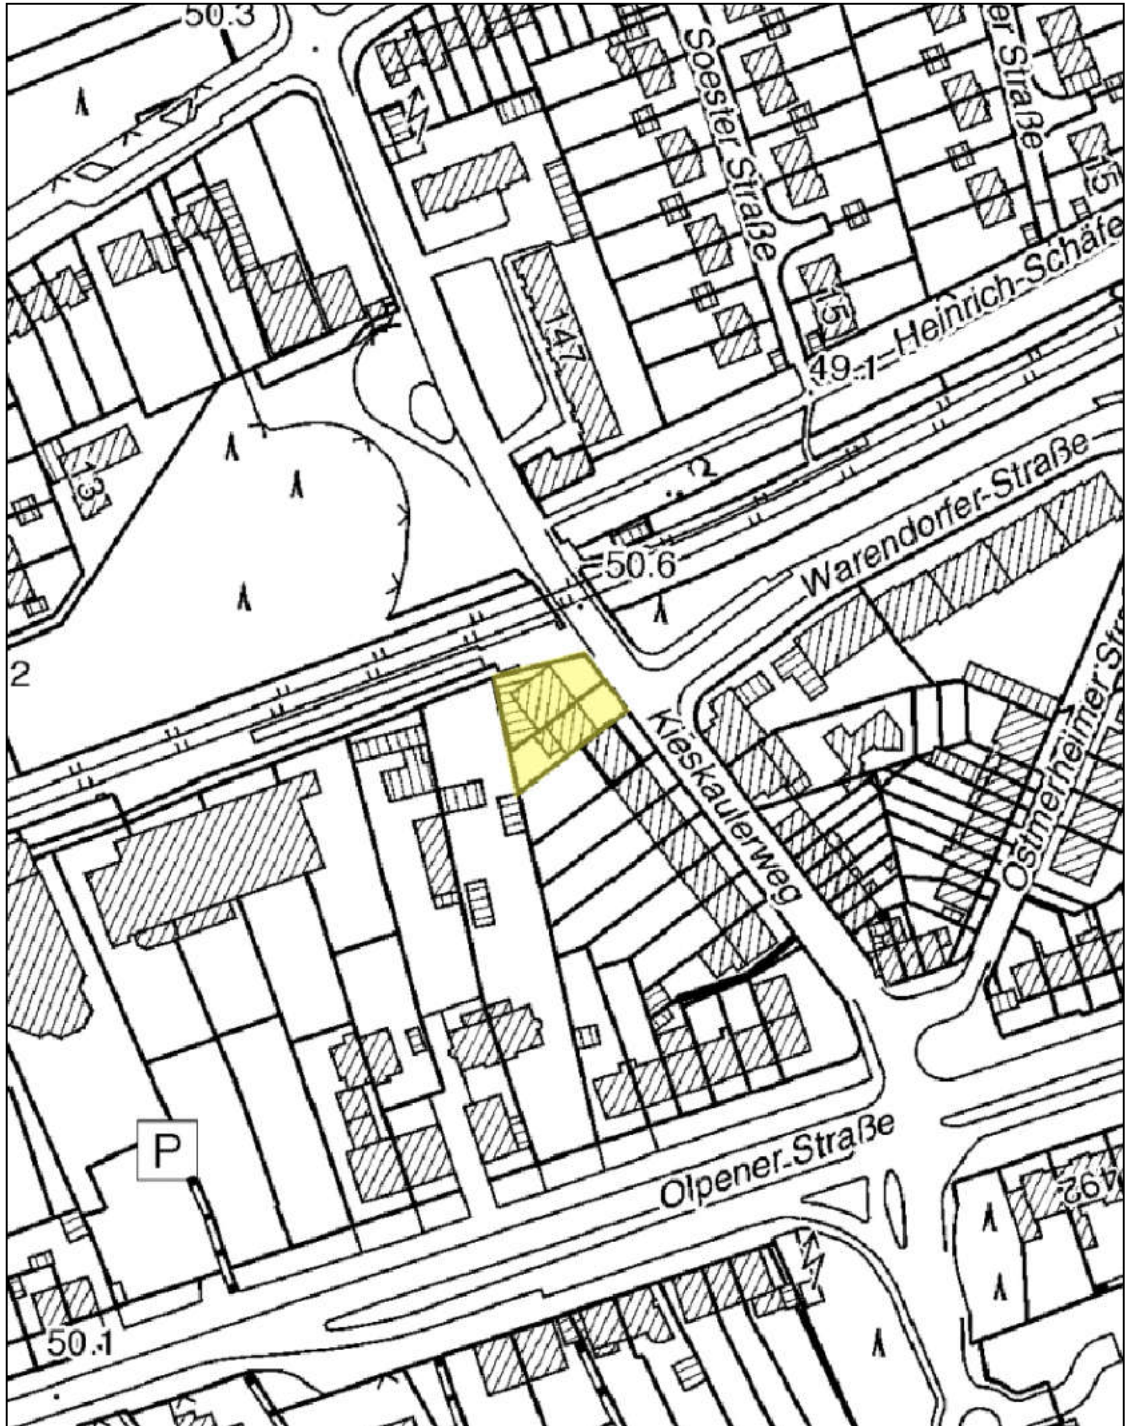 50.3
Soester Straße
er Straße
15
Heinrich-Schäfe
147
15
49.1
13
Warendorfer-Straße
50.6
2
Kieskaulerweg
Ostmerheimer Str
P
Olpener-Straße
492
50.1